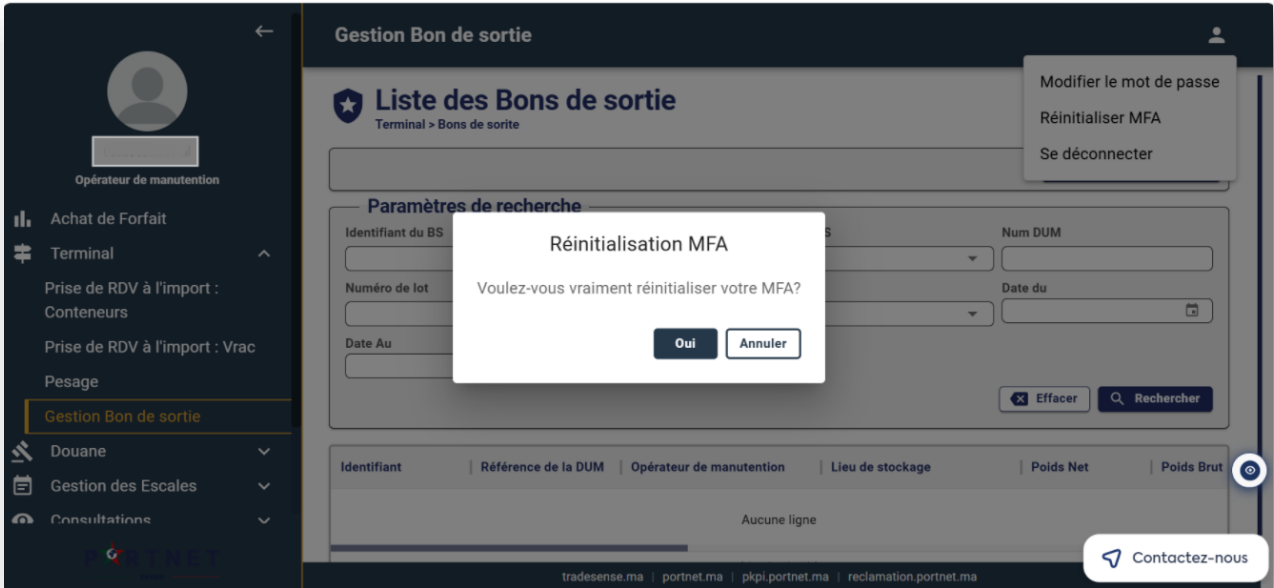 Gestion Bon de sortie
Modifier le mot de passe
Réinitialiser MFA
Se déconnecter
Liste des Bons de sortie
Terminal > Bons de sorite
Opérateur de manutention
Achat de Forfait
Terminal
Prise de RDV à l'import :
Conteneurs
Prise de RDV à l'import : Vrac
Pesage
Gestion Bon de sortie
Douane
Gestion des Escales
Consultations
PORTNET
Paramètres de recherche
Identifiant du BS
S
Num DUM
Numéro de lot
Date du
Date Au
Réinitialisation MFA
Voulez-vous vraiment réinitialiser votre MFA?
Oui
Annuler
Effacer
Rechercher
Identifiant
Référence de la DUM
Opérateur de manutention
Lieu de stockage
Poids Net
Poids Brut
Aucune ligne
Contactez-nous
tradesense.ma | portnet.ma | pkpi.portnet.ma | reclamation.portnet.ma